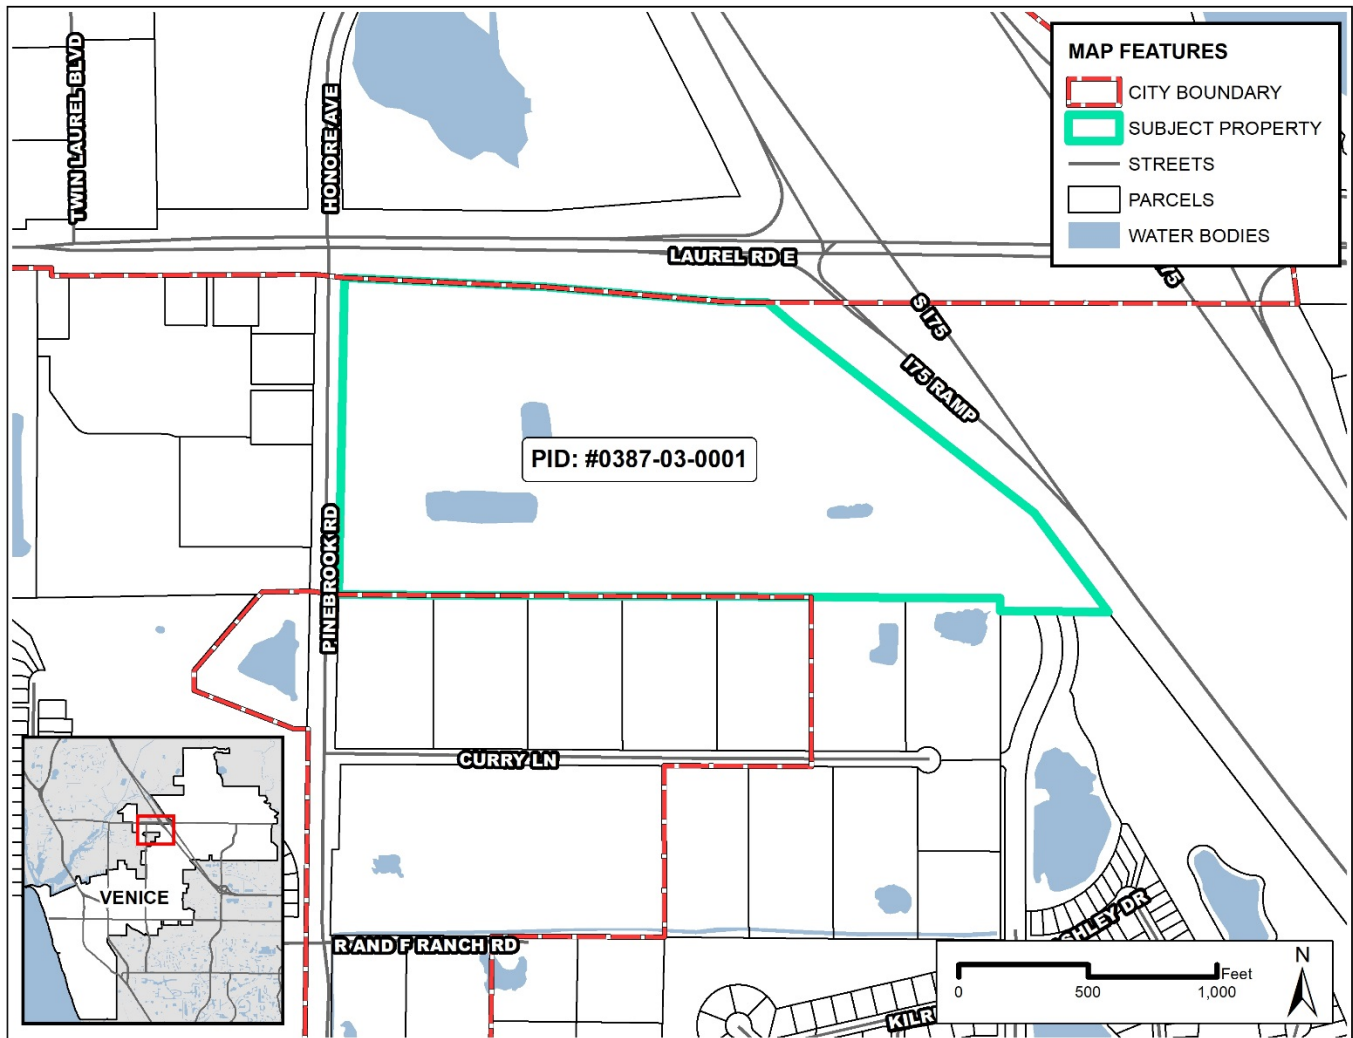 TWIN LAUREL BLVD
HONORE AVE
MAP FEATURES
CITY BOUNDARY
SUBJECT PROPERTY
STREETS
PARCELS
WATER BODIES
LAUREL RD E
S I75
I75 RAMP
PID: #0387-03-0001
PINEBROOK RD
CURRY LN
VENICE
R AND F RANCH RD
DR
Feet
0 500 1,000
N